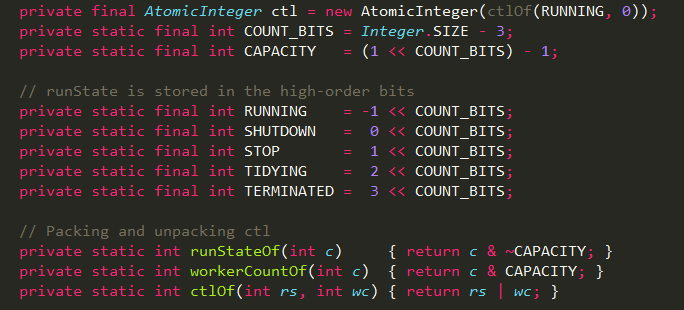 private final AtomicInteger ctl = new AtomicInteger(ctlOf(RUNNING, 0));
private static final int COUNT_BITS = Integer.SIZE - 3;
private static final int CAPACITY   = (1 << COUNT_BITS) - 1;
// runState is stored in the high-order bits
private static final int RUNNING    = -1 << COUNT_BITS;
private static final int SHUTDOWN   =  0 << COUNT_BITS;
private static final int STOP       =  1 << COUNT_BITS;
private static final int TIDYING    =  2 << COUNT_BITS;
private static final int TERMINATED =  3 << COUNT_BITS;
// Packing and unpacking ctl
private static int runStateOf(int c)     { return c & ~CAPACITY; }
private static int workerCountOf(int c)  { return c & CAPACITY; }
private static int ctlOf(int rs, int wc) { return rs | wc; }